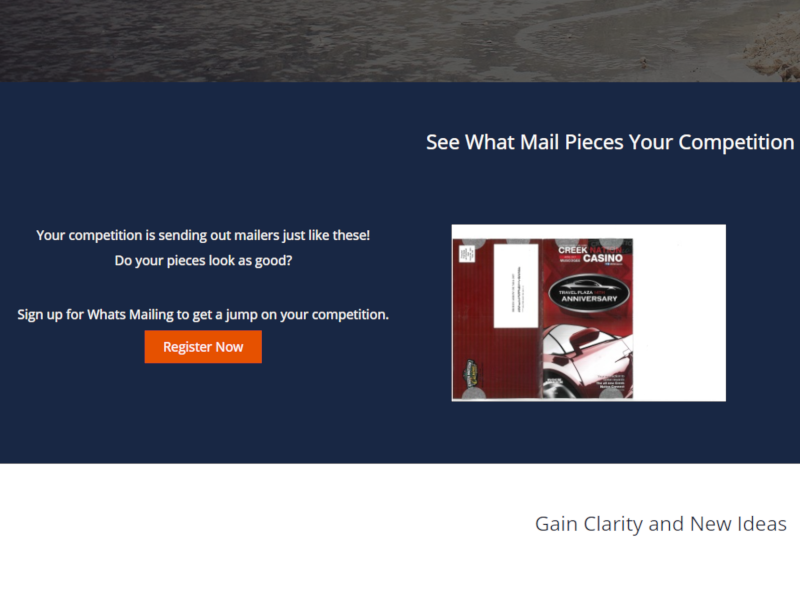 See What Mail Pieces Your Competition
Your competition is sending out mailers just like these!
Do your pieces look as good?
Sign up for Whats Mailing to get a jump on your competition.
Register Now
CREEK NATION
CASINO
TRAVEL PLAZA
ANNIVERSARY
Gain Clarity and New Ideas